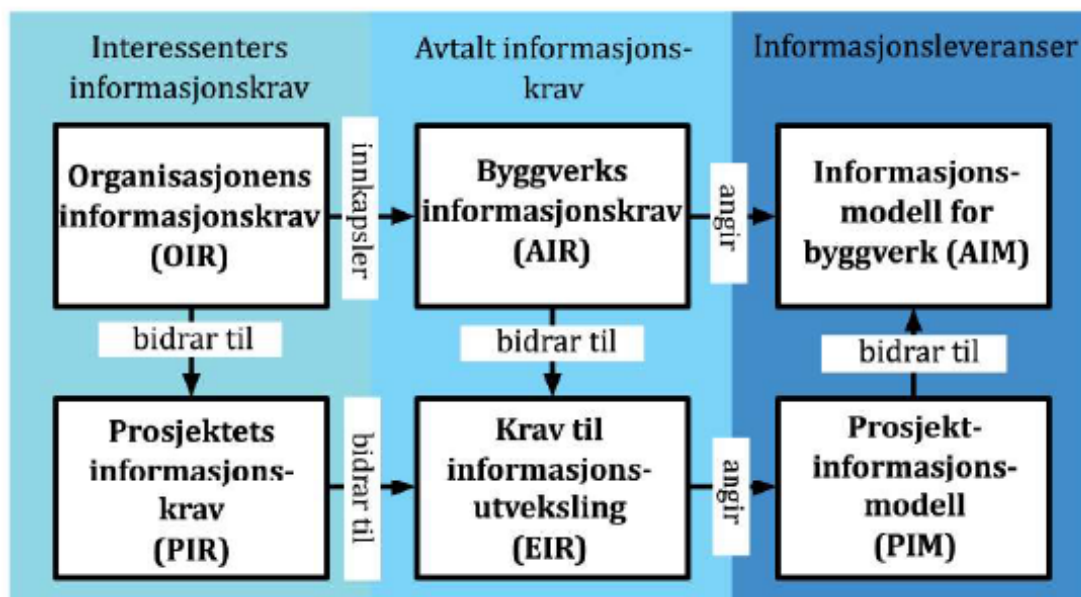 Interessenters
informasjonskrav
Avtalt informasjons-
krav
Informasjonsleveranser
Organisasjonens
informasjonskrav
(OIR)
innkapsler
Byggverks
informasjonskrav
(AIR)
angir
Informasjons-
modell for
byggverk (AIM)
bidrar til
bidrar til
bidrar til
Prosjektets
informasjons-
krav
(PIR)
bidrar til
Krav til
informasjons-
utveksling
(EIR)
angir
Prosjekt-
informasjons-
modell
(PIM)